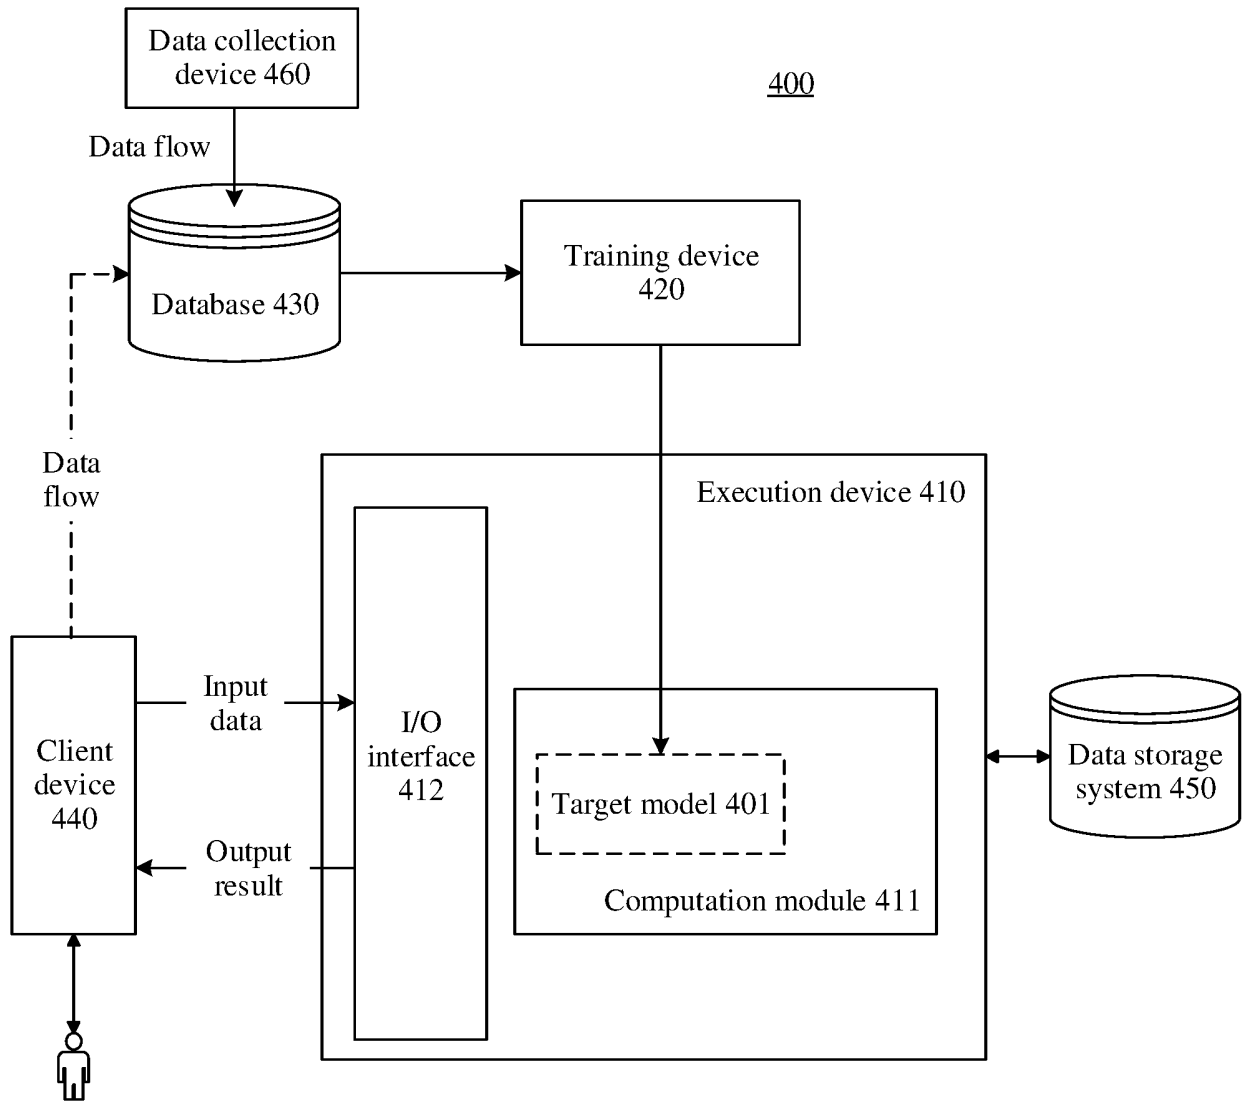 Data collection
device 460
400
Data flow
Training device
420
Database 430
Data
flow
Execution device 410
Input
data
I/O
interface
412
Client
device
440
Data storage
system 450
Target model 401
Output
result
Computation module 411